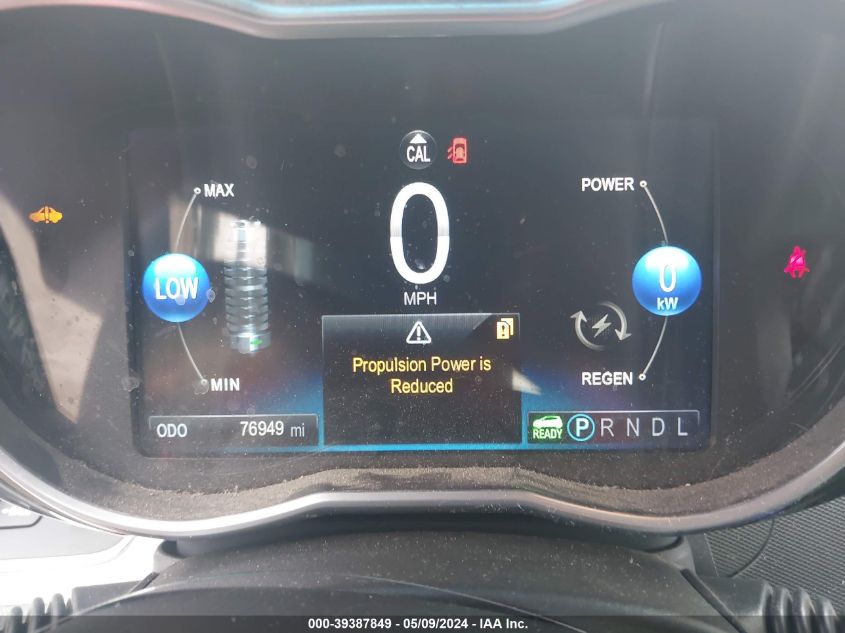 CAL
MAX
POWER
0
MPH
LOW
0
kW
Propulsion Power is
Reduced
MIN
REGEN
ODO 76949 mi
READY P R N D L
000-39387849 - 05/09/2024 - IAA Inc.